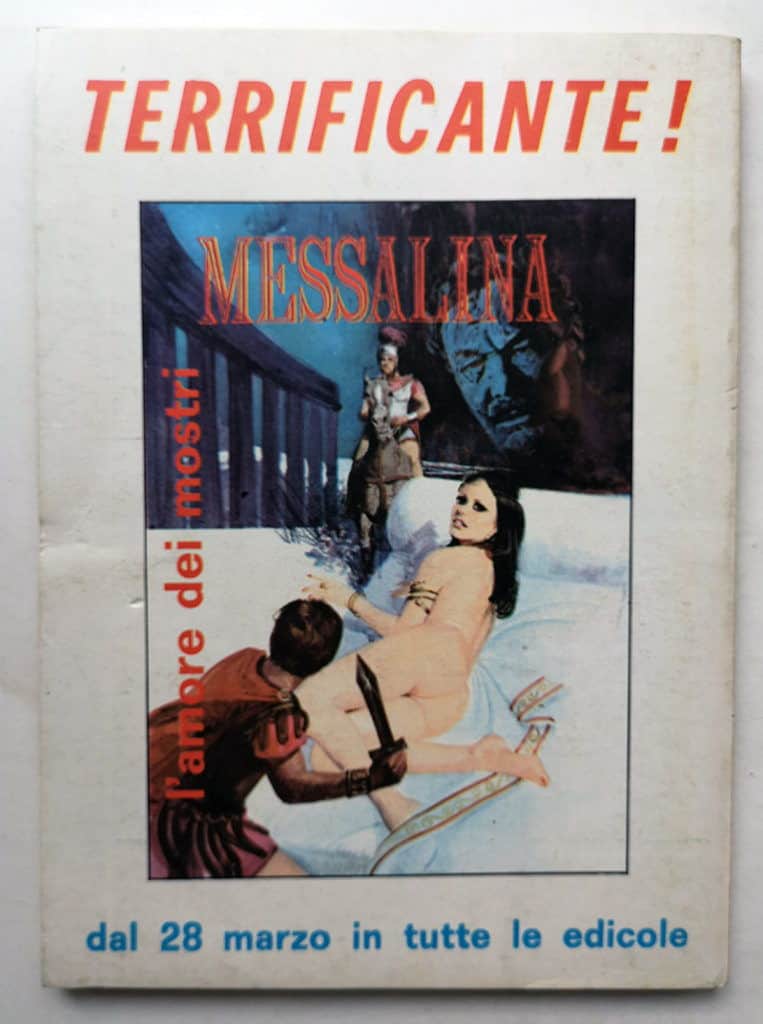 TERRIFICANTE!
MESSALINA
l'amore dei mostri
dal 28 marzo in tutte le edicole